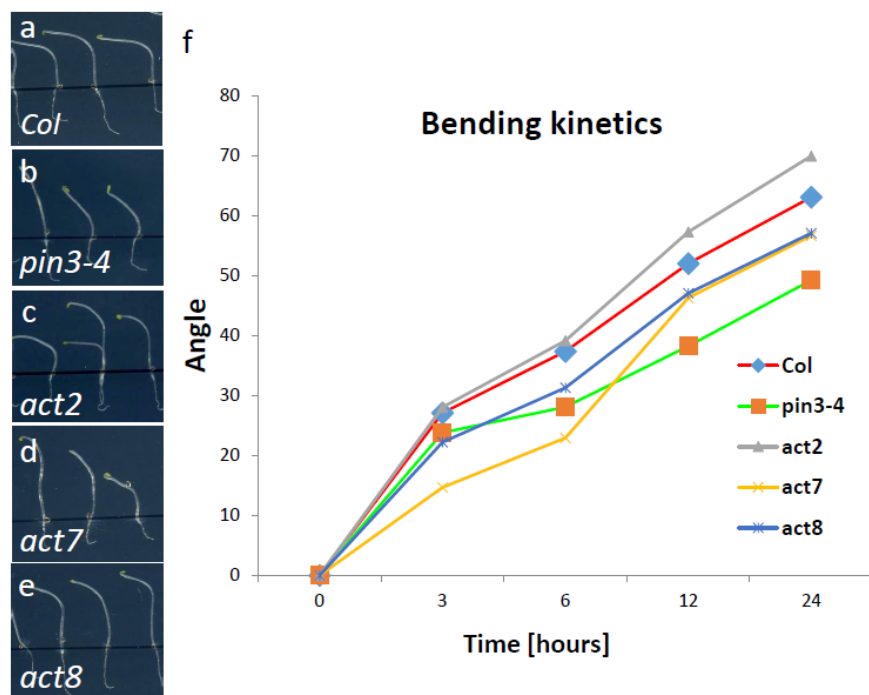 a
Col
b
pin3-4
c
act2
d
act7
e
act8
f
Bending kinetics
80
70
60
50
40
30
20
10
0
Angle
0 3 6 12 24
Time [hours]
Col
pin3-4
act2
act7
act8